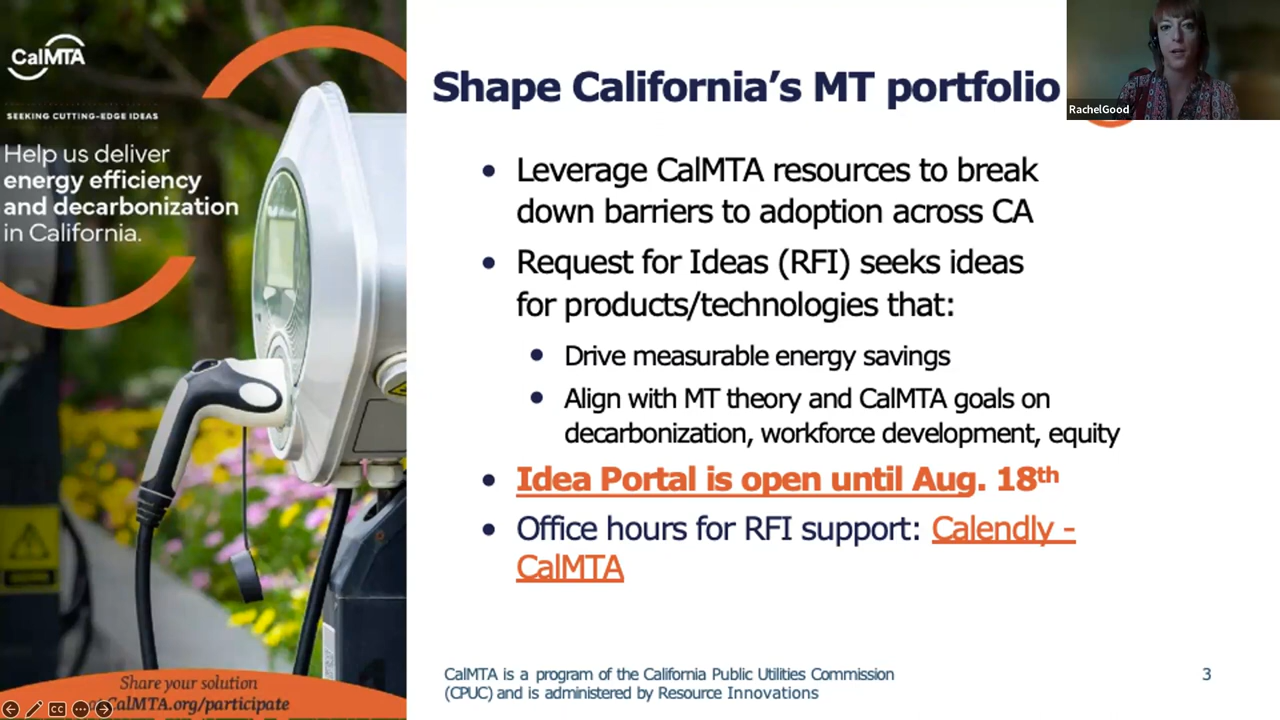 CalMTA
SEEKING CUTTING-EDGE IDEAS
Help us deliver
energy efficiency
and decarbonization
in California.
Share your solution
CalMTA.org/participate
Shape California's MT portfolio
RachelGood
• Leverage CalMTA resources to break
down barriers to adoption across CA
• Request for Ideas (RFI) seeks ideas
for products/technologies that:
• Drive measurable energy savings
• Align with MT theory and CalMTA goals on
decarbonization, workforce development, equity
• Idea Portal is open until Aug. 18th
• Office hours for RFI support: Calendly -
CalMTA
CalMTA is a program of the California Public Utilities Commission
(CPUC) and is administered by Resource Innovations
3
CC